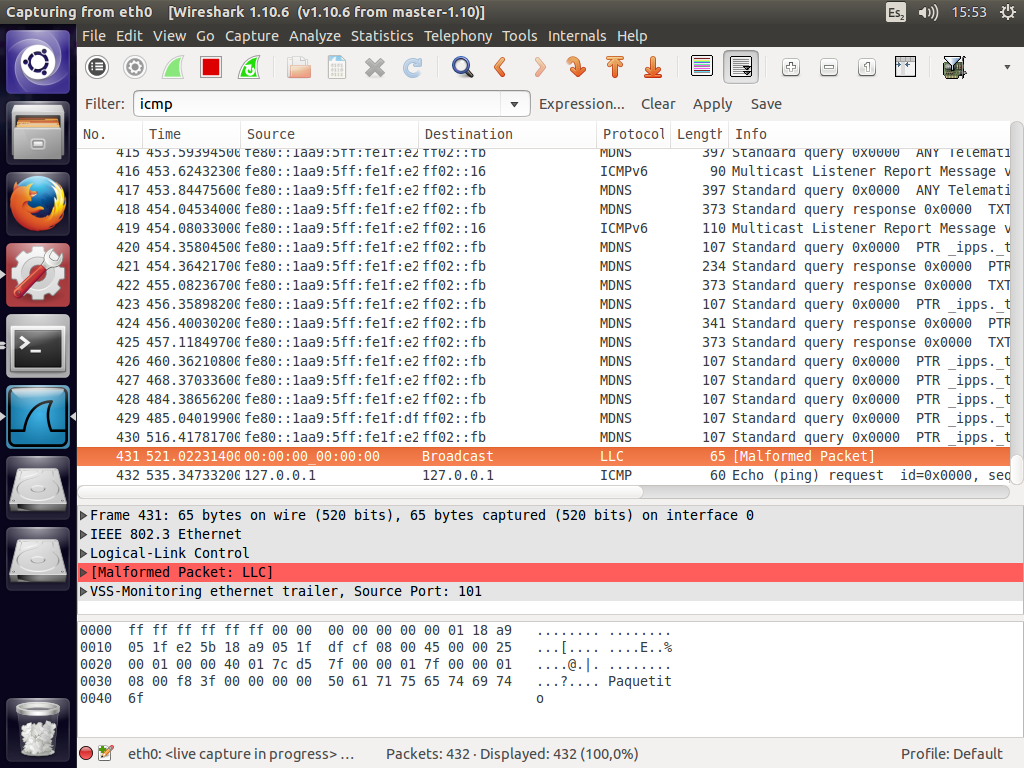 Capturing from eth0   [Wireshark 1.10.6  (v1.10.6 from master-1.10)]
Es2 15:53
File Edit View Go Capture Analyze Statistics Telephony Tools Internals Help
Filter: icmp Expression... Clear Apply Save
No. Time Source Destination Protocol Length Info
415 453.59394500 fe80::1aa9:5ff:fe1f:e2 ff02::fb MDNS 397 Standard query 0x0000  ANY Telemati
416 453.62432300 fe80::1aa9:5ff:fe1f:e2 ff02::16 ICMPv6 90 Multicast Listener Report Message v
417 453.84475600 fe80::1aa9:5ff:fe1f:e2 ff02::fb MDNS 397 Standard query 0x0000  ANY Telemati
418 454.04534000 fe80::1aa9:5ff:fe1f:e2 ff02::fb MDNS 373 Standard query response 0x0000  TXT
419 454.08033000 fe80::1aa9:5ff:fe1f:e2 ff02::16 ICMPv6 110 Multicast Listener Report Message v
420 454.35804500 fe80::1aa9:5ff:fe1f:e2 ff02::fb MDNS 107 Standard query 0x0000  PTR _ipps._t
421 454.36421700 fe80::1aa9:5ff:fe1f:e2 ff02::fb MDNS 234 Standard query response 0x0000  PTR
422 455.08236700 fe80::1aa9:5ff:fe1f:e2 ff02::fb MDNS 373 Standard query response 0x0000  TXT
423 456.35898200 fe80::1aa9:5ff:fe1f:e2 ff02::fb MDNS 107 Standard query 0x0000  PTR _ipps._t
424 456.40030200 fe80::1aa9:5ff:fe1f:e2 ff02::fb MDNS 341 Standard query response 0x0000  PTR
425 457.11849700 fe80::1aa9:5ff:fe1f:e2 ff02::fb MDNS 373 Standard query response 0x0000  TXT
426 460.36210800 fe80::1aa9:5ff:fe1f:e2 ff02::fb MDNS 107 Standard query 0x0000  PTR _ipps._t
427 468.37033600 fe80::1aa9:5ff:fe1f:e2 ff02::fb MDNS 107 Standard query 0x0000  PTR _ipps._t
428 484.38656200 fe80::1aa9:5ff:fe1f:e2 ff02::fb MDNS 107 Standard query 0x0000  PTR _ipps._t
429 485.04019900 fe80::1aa9:5ff:fe1f:df ff02::fb MDNS 107 Standard query 0x0000  PTR _ipps._t
430 516.41781700 fe80::1aa9:5ff:fe1f:e2 ff02::fb MDNS 107 Standard query 0x0000  PTR _ipps._t
431 521.02231400 00:00:00_00:00:00 Broadcast LLC 65 [Malformed Packet]
432 535.34733200 127.0.0.1 127.0.0.1 ICMP 60 Echo (ping) request  id=0x0000, seq
Frame 431: 65 bytes on wire (520 bits), 65 bytes captured (520 bits) on interface 0
IEEE 802.3 Ethernet
Logical-Link Control
[Malformed Packet: LLC]
VSS-Monitoring ethernet trailer, Source Port: 101
0000  ff ff ff ff ff ff 00 00  00 00 00 00 01 18 a9   ........ ........
0010  05 1f e2 5b 18 a9 05 1f  df cf 08 00 45 00 00 25   ...[.... ....E..%
0020  00 01 00 00 40 01 7c d5  7f 00 00 01 7f 00 00 01   ....@.|. ........
0030  08 00 f8 3f 00 00 00 00  50 61 71 75 65 74 69 74   ...?.... Paquetit
0040  6f   o
eth0: <live capture in progress> ... Packets: 432 · Displayed: 432 (100,0%) Profile: Default